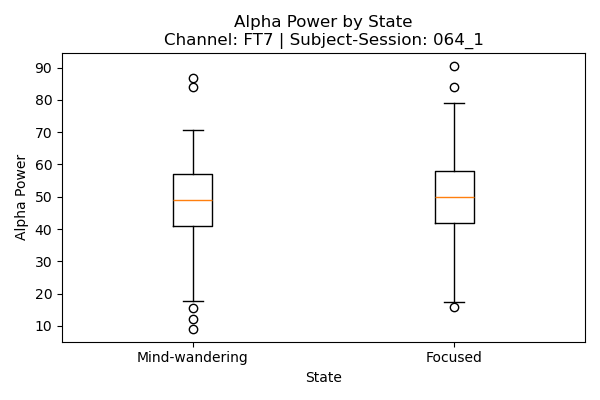 Alpha Power by State
Channel: FT7 | Subject-Session: 064_1
90
80
70
60
50
40
30
20
10
Alpha Power
Mind-wandering
Focused
State